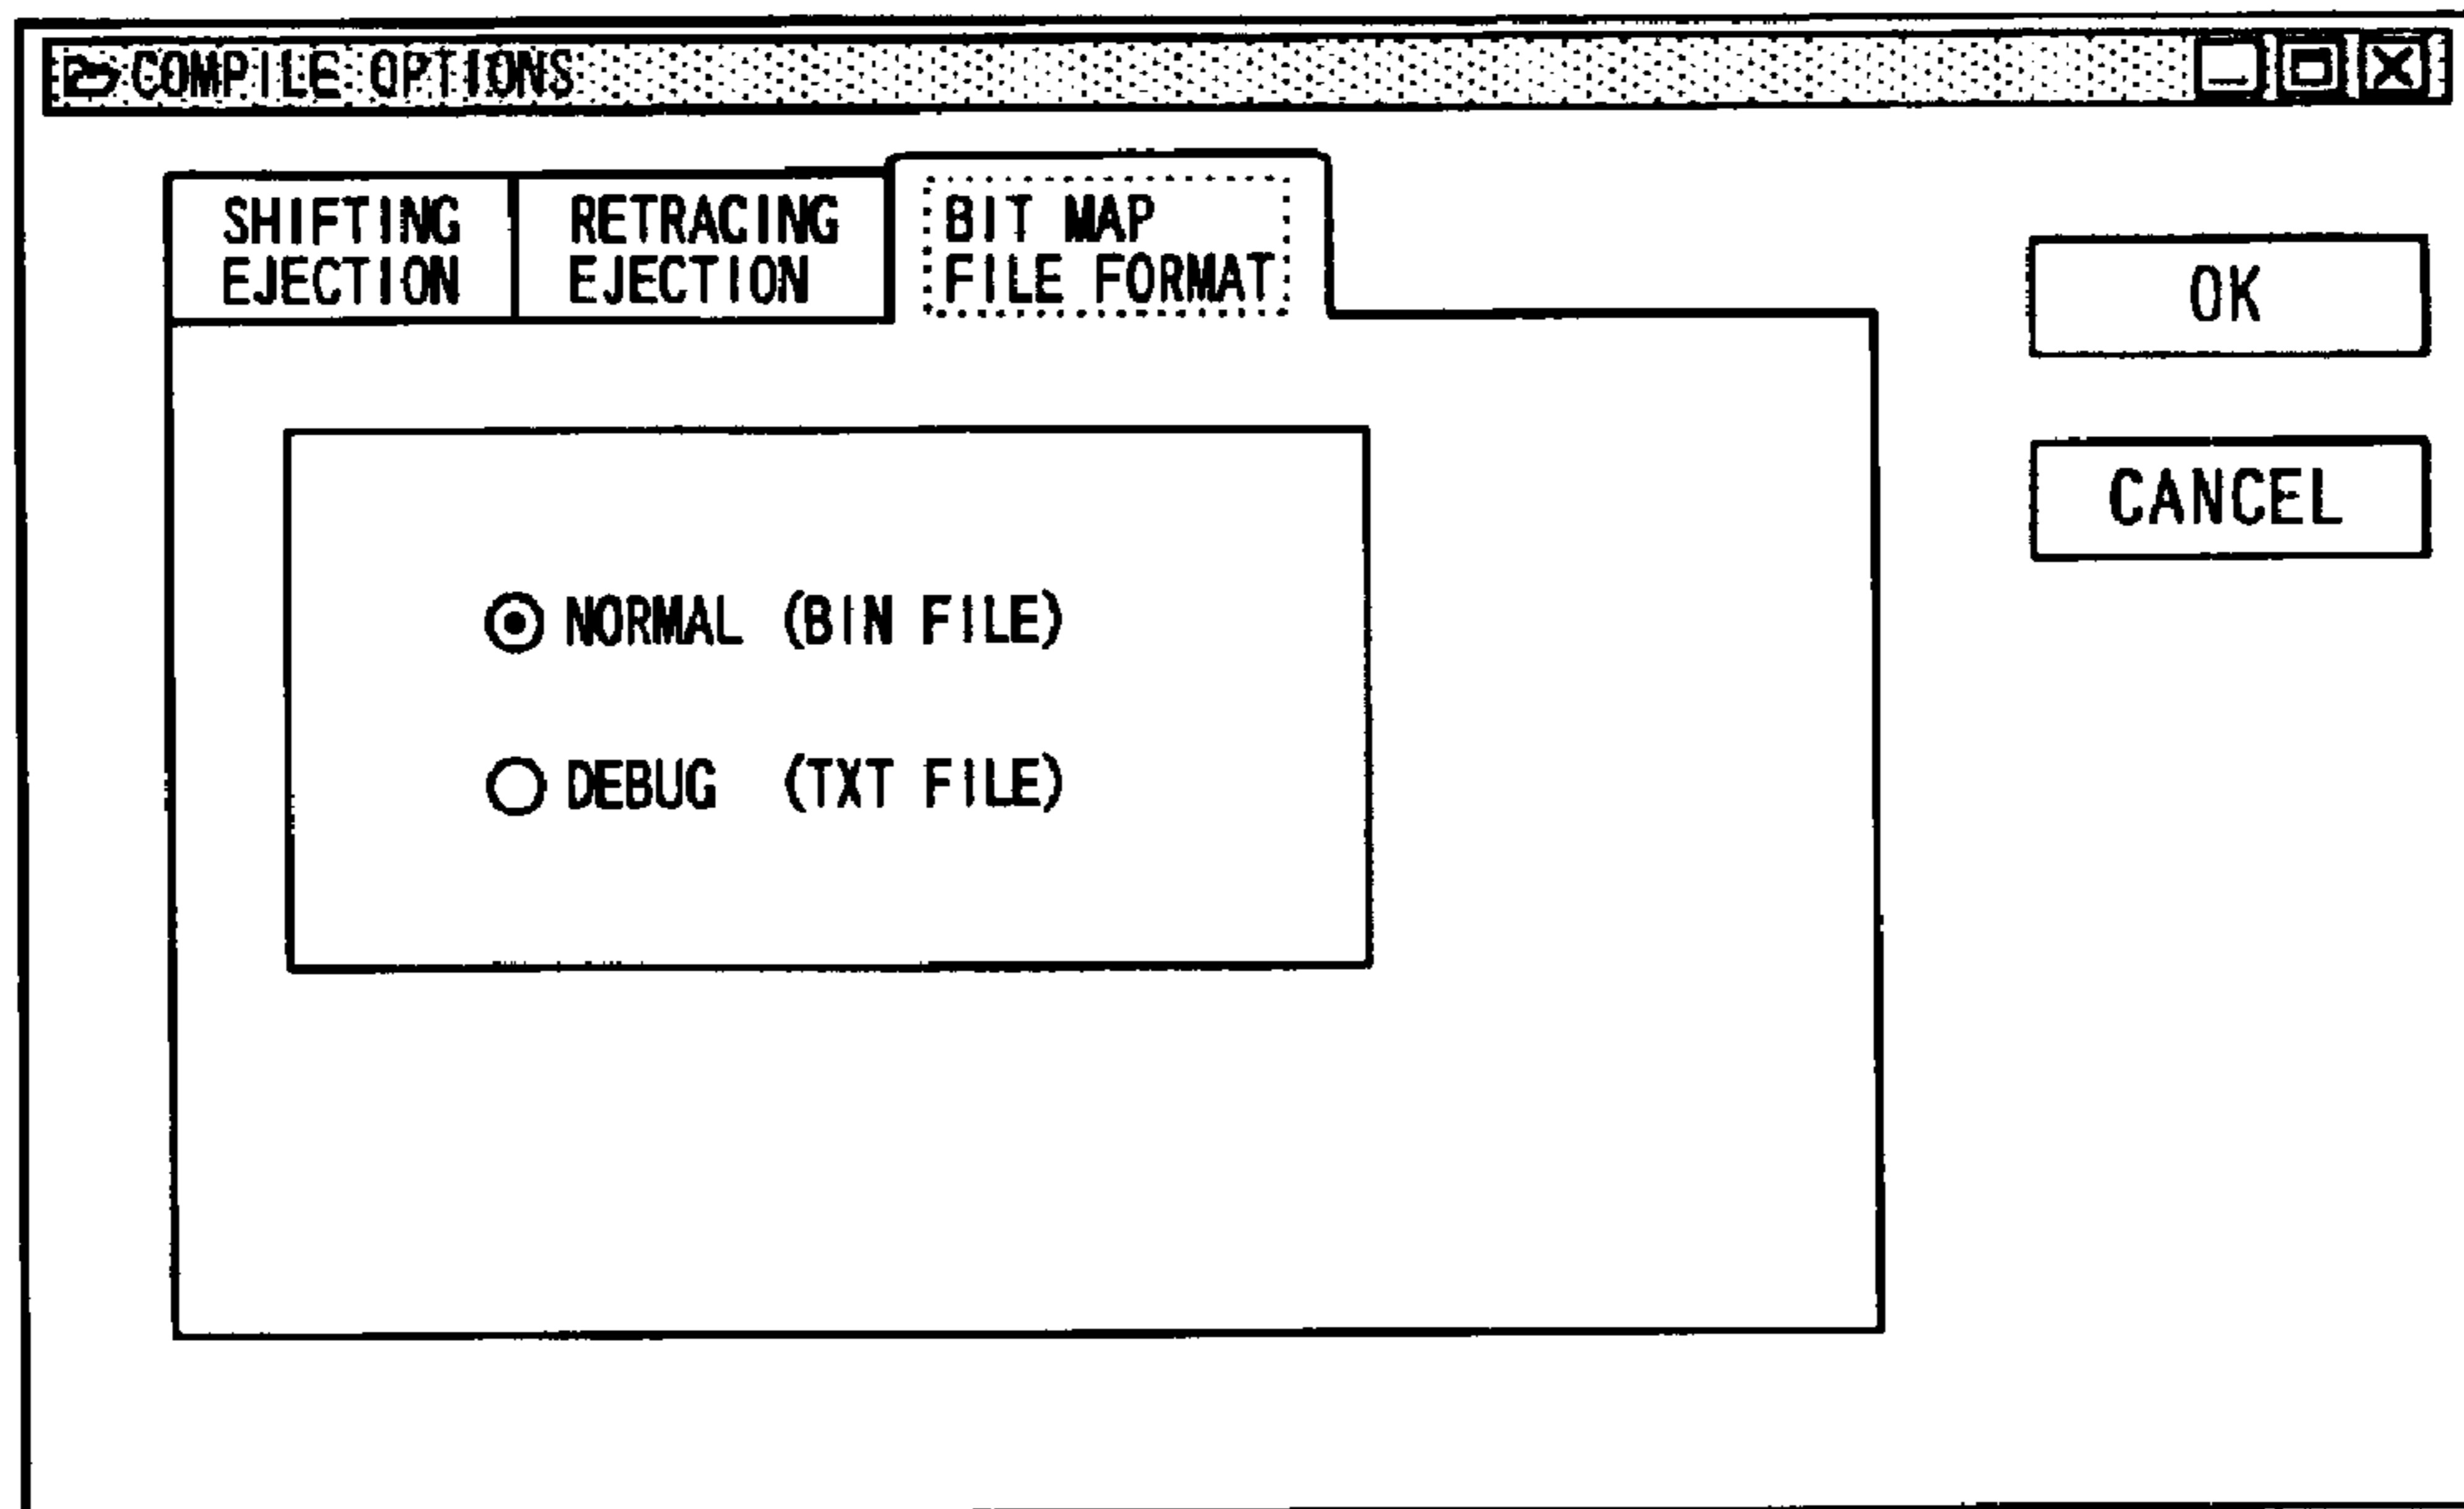 COMPILE OPTIONS
SHIFTING
EJECTION
RETRACING
EJECTION
BIT MAP
FILE FORMAT
OK
CANCEL
NORMAL (BIN FILE)
DEBUG (TXT FILE)